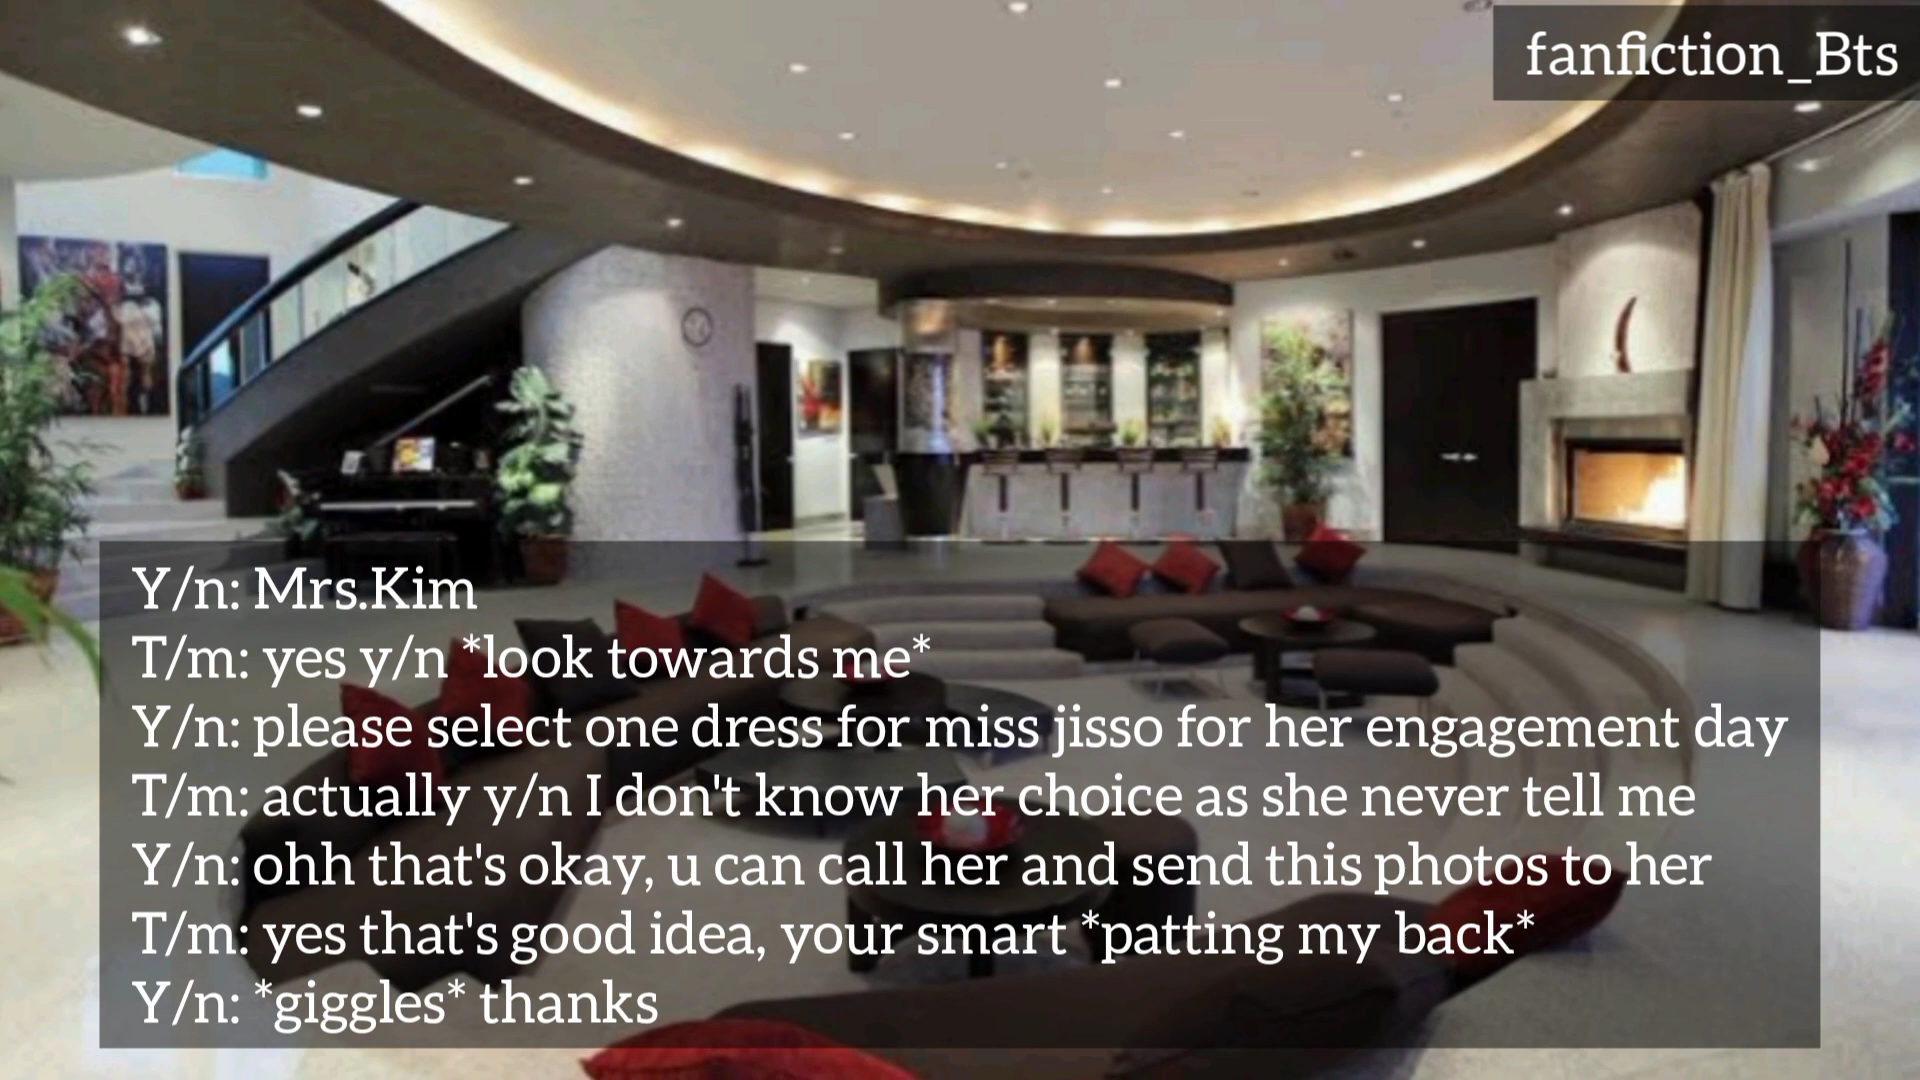 fanfiction_Bts
Y/n: Mrs.Kim
T/m: yes y/n *look towards me*
Y/n: please select one dress for miss jisso for her engagement day
T/m: actually y/n I don't know her choice as she never tell me
Y/n: ohh that's okay, u can call her and send this photos to her
T/m: yes that's good idea, your smart *patting my back*
Y/n: *giggles* thanks